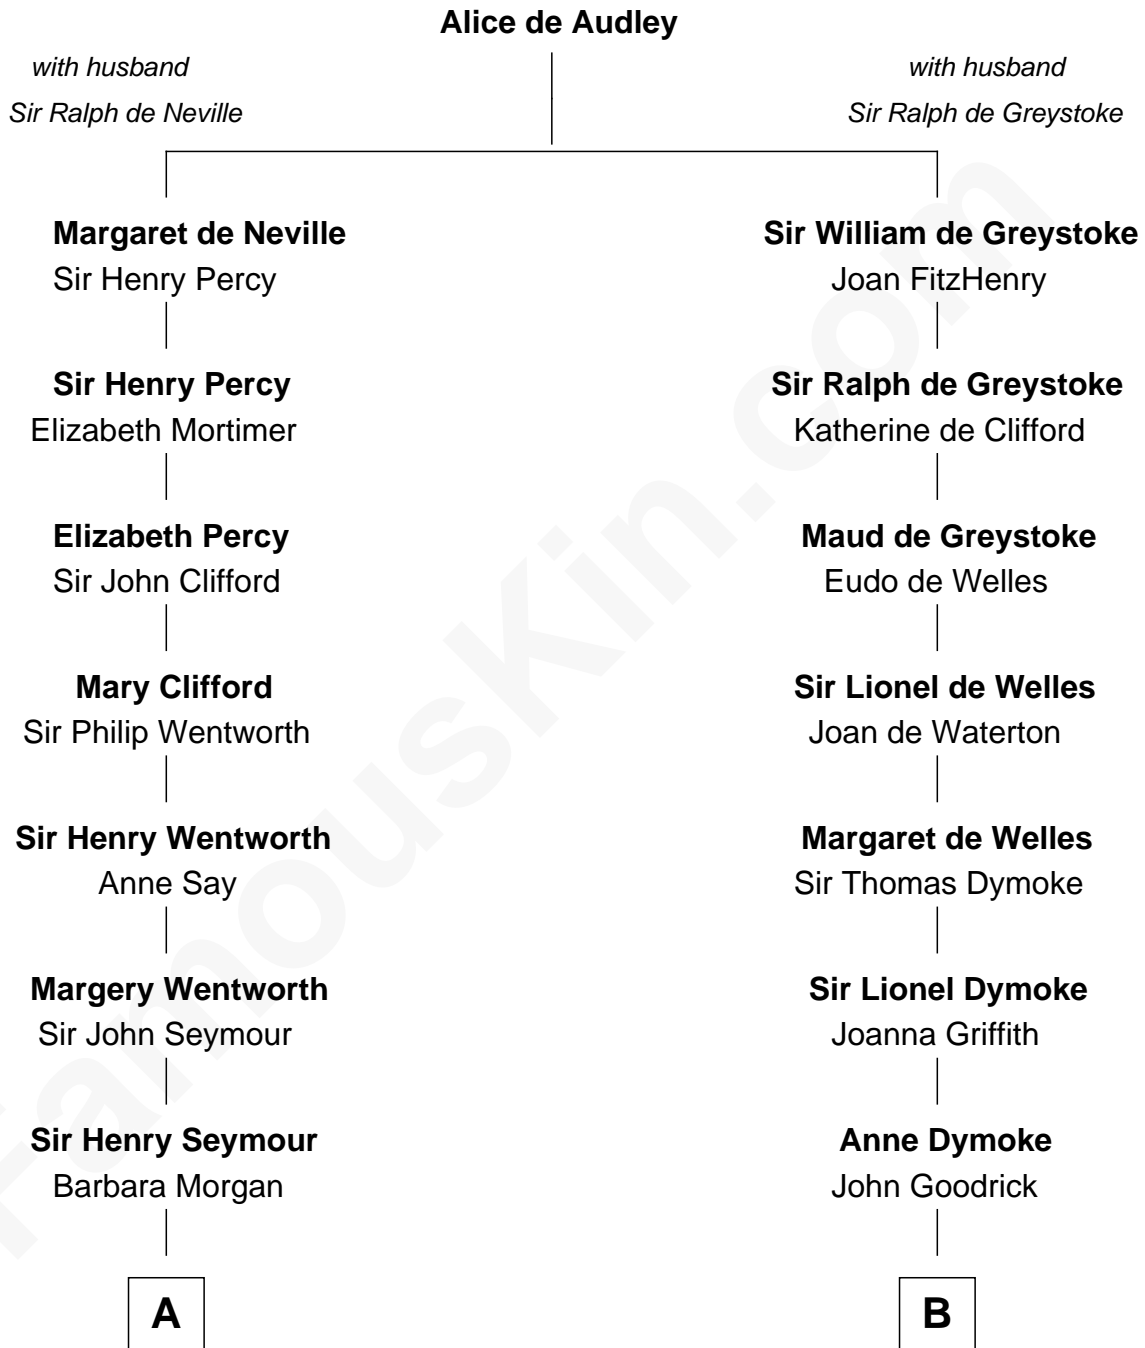 Alice de Audley
with husband
Sir Ralph de Neville
with husband
Sir Ralph de Greystoke
Margaret de Neville
Sir Henry Percy
Sir William de Greystoke
Joan FitzHenry
Sir Henry Percy
Elizabeth Mortimer
Sir Ralph de Greystoke
Katherine de Clifford
Elizabeth Percy
Sir John Clifford
Maud de Greystoke
Eudo de Welles
Mary Clifford
Sir Philip Wentworth
Sir Lionel de Welles
Joan de Waterton
Sir Henry Wentworth
Anne Say
Margaret de Welles
Sir Thomas Dymoke
Margery Wentworth
Sir John Seymour
Sir Lionel Dymoke
Joanna Griffith
Sir Henry Seymour
Barbara Morgan
Anne Dymoke
John Goodrick
A
B
FamousKin.com